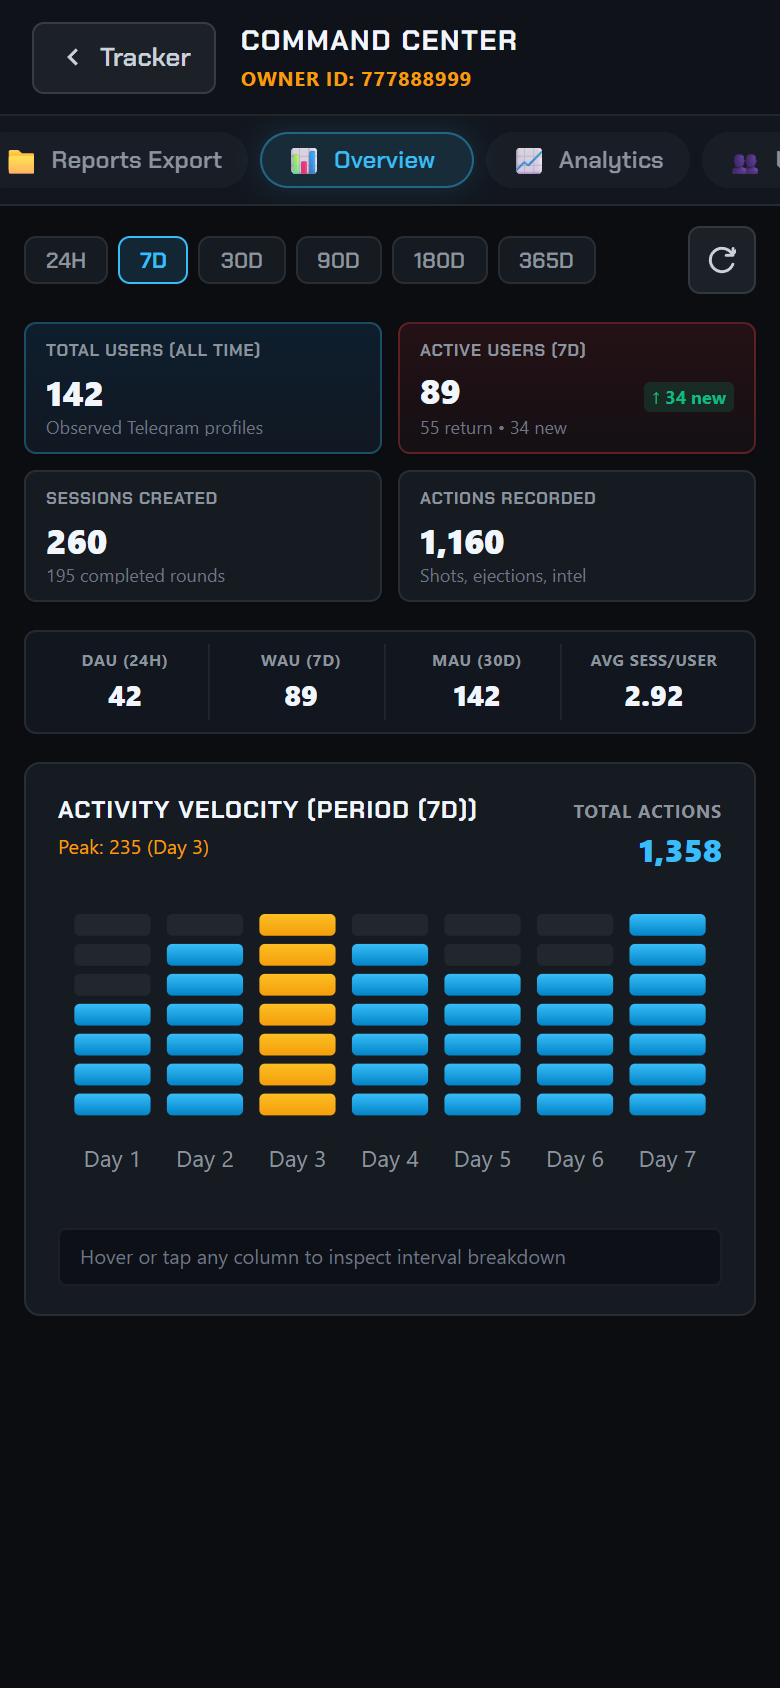 Tracker
COMMAND CENTER
OWNER ID: 777888999
Reports Export
Overview
Analytics
24H
7D
30D
90D
180D
365D
TOTAL USERS (ALL TIME)
142
Observed Telegram profiles
ACTIVE USERS (7D)
89
↑ 34 new
55 return • 34 new
SESSIONS CREATED
260
195 completed rounds
ACTIONS RECORDED
1,160
Shots, ejections, intel
DAU (24H)
42
WAU (7D)
89
MAU (30D)
142
AVG SESS/USER
2.92
ACTIVITY VELOCITY (PERIOD (7D))
Peak: 235 (Day 3)
TOTAL ACTIONS
1,358
Day 1 Day 2 Day 3 Day 4 Day 5 Day 6 Day 7
Hover or tap any column to inspect interval breakdown